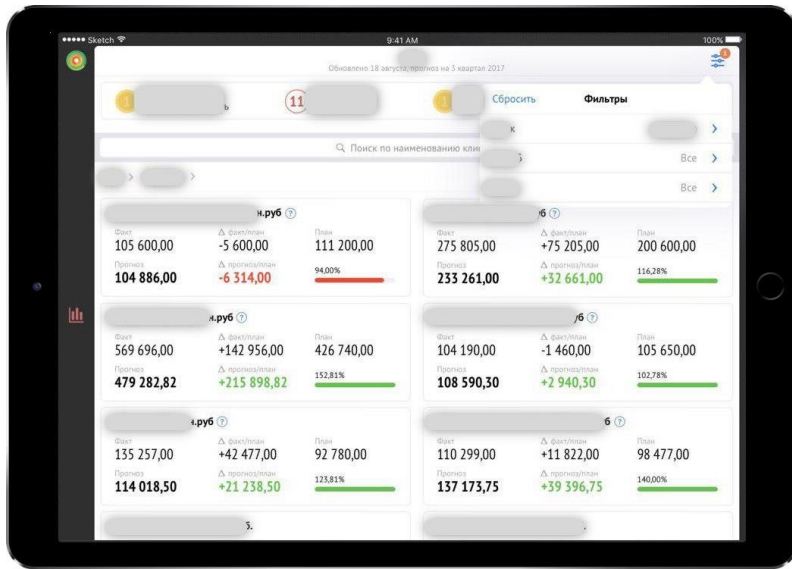 Sketch 9:41 AM 100%
1
Обновлено 18 августа, прогноз на 3 квартал 2017
1 11 1
Сбросить Фильтры
Поиск по наименованию
Все
Все
н.руб ?
б ?
Факт Δ факт/план План
105 600,00 -5 600,00 111 200,00
Прогноз Δ прогноз/план
104 886,00 -6 314,00 94,00%
Факт Δ факт/план План
275 805,00 +75 205,00 200 600,00
Прогноз Δ прогноз/план
233 261,00 +32 661,00 116,28%
н.руб ?
руб ?
Факт Δ факт/план План
569 696,00 +142 956,00 426 740,00
Прогноз Δ прогноз/план
479 282,82 +215 898,82 152,81%
Факт Δ факт/план План
104 190,00 -1 460,00 105 650,00
Прогноз Δ прогноз/план
108 590,30 +2 940,30 102,78%
н.руб ?
б ?
Факт Δ факт/план План
135 257,00 +42 477,00 92 780,00
Прогноз Δ прогноз/план
114 018,50 +21 238,50 123,81%
Факт Δ факт/план План
110 299,00 +11 822,00 98 477,00
Прогноз Δ прогноз/план
137 173,75 +39 396,75 140,00%